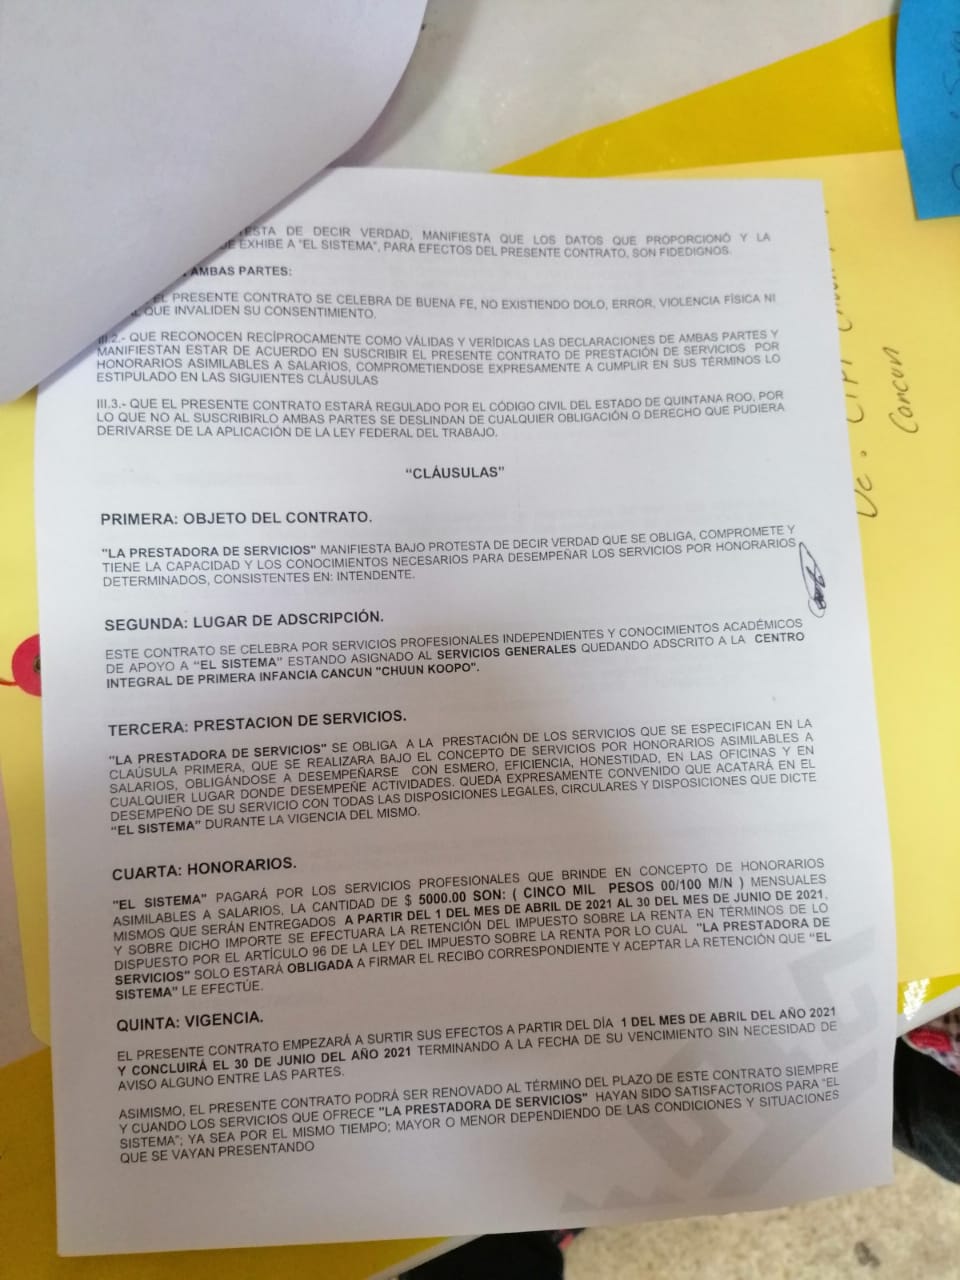 ESTA DE DECIR VERDAD, MANIFIESTA QUE LOS DATOS QUE PROPORCIONÓ Y LA
EXHIBE A "EL SISTEMA", PARA EFECTOS DEL PRESENTE CONTRATO, SON FIDEDIGNOS.
AMBAS PARTES:
EL PRESENTE CONTRATO SE CELEBRA DE BUENA FE, NO EXISTIENDO DOLO, ERROR, VIOLENCIA FÍSICA NI
QUE INVALIDEN SU CONSENTIMIENTO.
III.2.- QUE RECONOCEN RECÍPROCAMENTE COMO VÁLIDAS Y VERÍDICAS LAS DECLARACIONES DE AMBAS PARTES Y
MANIFIESTAN ESTAR DE ACUERDO EN SUSCRIBIR EL PRESENTE CONTRATO DE PRESTACIÓN DE SERVICIOS POR
HONORARIOS ASIMILABLES A SALARIOS, COMPROMETIENDOSE EXPRESAMENTE A CUMPLIR EN SUS TÉRMINOS LO
ESTIPULADO EN LAS SIGUIENTES CLÁUSULAS
III.3.- QUE EL PRESENTE CONTRATO ESTARÁ REGULADO POR EL CÓDIGO CIVIL DEL ESTADO DE QUINTANA ROO, POR
LO QUE NO AL SUSCRIBIRLO AMBAS PARTES SE DESLINDAN DE CUALQUIER OBLIGACIÓN O DERECHO QUE PUDIERA
DERIVARSE DE LA APLICACIÓN DE LA LEY FEDERAL DEL TRABAJO.
"CLÁUSULAS"
PRIMERA: OBJETO DEL CONTRATO.
"LA PRESTADORA DE SERVICIOS" MANIFIESTA BAJO PROTESTA DE DECIR VERDAD QUE SE OBLIGA, COMPROMETE Y
TIENE LA CAPACIDAD Y LOS CONOCIMIENTOS NECESARIOS PARA DESEMPEÑAR LOS SERVICIOS POR HONORARIOS
DETERMINADOS, CONSISTENTES EN: INTENDENTE.
SEGUNDA: LUGAR DE ADSCRIPCIÓN.
ESTE CONTRATO SE CELEBRA POR SERVICIOS PROFESIONALES INDEPENDIENTES Y CONOCIMIENTOS ACADÉMICOS
DE APOYO A "EL SISTEMA" ESTANDO ASIGNADO AL SERVICIOS GENERALES QUEDANDO ADSCRITO A LA CENTRO
INTEGRAL DE PRIMERA INFANCIA CANCUN "CHUUN KOOPO".
TERCERA: PRESTACION DE SERVICIOS.
"LA PRESTADORA DE SERVICIOS" SE OBLIGA A LA PRESTACIÓN DE LOS SERVICIOS QUE SE ESPECIFICAN EN LA
CLÁUSULA PRIMERA, QUE SE REALIZARA BAJO EL CONCEPTO DE SERVICIOS POR HONORARIOS ASIMILABLES A
SALARIOS, OBLIGÁNDOSE A DESEMPEÑARSE CON ESMERO, EFICIENCIA, HONESTIDAD, EN LAS OFICINAS Y EN
CUALQUIER LUGAR DONDE DESEMPEÑE ACTIVIDADES. QUEDA EXPRESAMENTE CONVENIDO QUE ACATARÁ EN EL
DESEMPEÑO DE SU SERVICIO CON TODAS LAS DISPOSICIONES LEGALES, CIRCULARES Y DISPOSICIONES QUE DICTE
"EL SISTEMA" DURANTE LA VIGENCIA DEL MISMO.
CUARTA: HONORARIOS.
"EL SISTEMA" PAGARÁ POR LOS SERVICIOS PROFESIONALES QUE BRINDE EN CONCEPTO DE HONORARIOS
ASIMILABLES A SALARIOS, LA CANTIDAD DE $ 5000.00 SON: ( CINCO MIL PESOS 00/100 M/N ) MENSUALES
MISMOS QUE SERÁN ENTREGADOS A PARTIR DEL 1 DEL MES DE ABRIL DE 2021 AL 30 DEL MES DE JUNIO DE 2021,
Y SOBRE DICHO IMPORTE SE EFECTUARA LA RETENCIÓN DEL IMPUESTO SOBRE LA RENTA EN TÉRMINOS DE LO
DISPUESTO POR EL ARTÍCULO 96 DE LA LEY DEL IMPUESTO SOBRE LA RENTA POR LO CUAL "LA PRESTADORA DE
SERVICIOS" SOLO ESTARÁ OBLIGADA A FIRMAR EL RECIBO CORRESPONDIENTE Y ACEPTAR LA RETENCIÓN QUE "EL
SISTEMA" LE EFECTÚE.
QUINTA: VIGENCIA.
EL PRESENTE CONTRATO EMPEZARÁ A SURTIR SUS EFECTOS A PARTIR DEL DÍA 1 DEL MES DE ABRIL DEL AÑO 2021
Y CONCLUIRÁ EL 30 DE JUNIO DEL AÑO 2021 TERMINANDO A LA FECHA DE SU VENCIMIENTO SIN NECESIDAD DE
AVISO ALGUNO ENTRE LAS PARTES.
ASIMISMO, EL PRESENTE CONTRATO PODRÁ SER RENOVADO AL TÉRMINO DEL PLAZO DE ESTE CONTRATO SIEMPRE
Y CUANDO LOS SERVICIOS QUE OFRECE "LA PRESTADORA DE SERVICIOS" HAYAN SIDO SATISFACTORIOS PARA "EL
SISTEMA"; YA SEA POR EL MISMO TIEMPO; MAYOR O MENOR DEPENDIENDO DE LAS CONDICIONES Y SITUACIONES
QUE SE VAYAN PRESENTANDO
Cancun